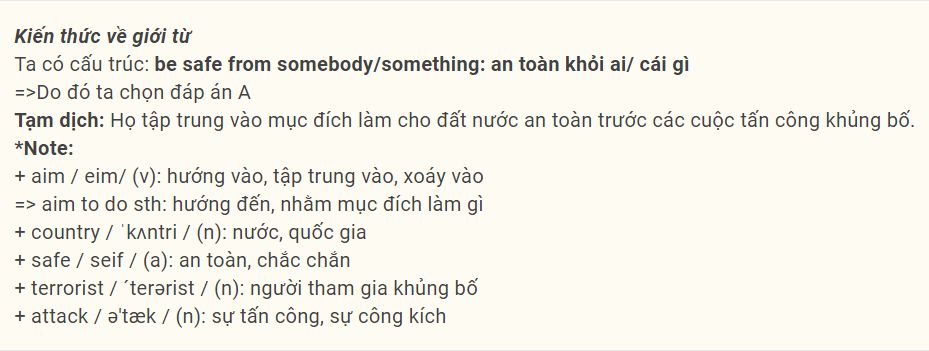 Kiến thức về giới từ
Ta có cấu trúc: be safe from somebody/something: an toàn khỏi ai/ cái gì
=>Do đó ta chọn đáp án A
Tạm dịch: Họ tập trung vào mục đích làm cho đất nước an toàn trước các cuộc tấn công khủng bố.
*Note:
+ aim / eim/ (v): hướng vào, tập trung vào, xoáy vào
=> aim to do sth: hướng đến, nhằm mục đích làm gì
+ country / ˈkʌntri / (n): nước, quốc gia
+ safe / seif / (a): an toàn, chắc chắn
+ terrorist / ´terərist / (n): người tham gia khủng bố
+ attack / ə'tæk / (n): sự tấn công, sự công kích